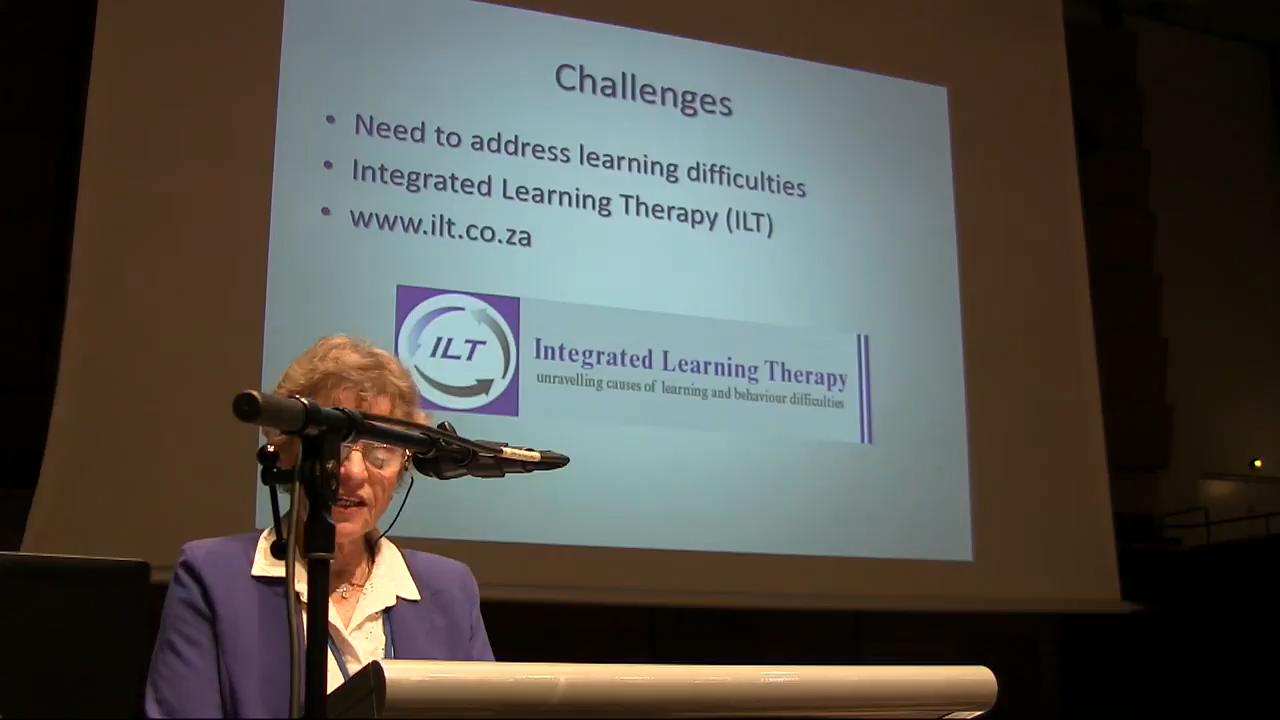 Challenges
• Need to address learning difficulties
• Integrated Learning Therapy (ILT)
• www.ilt.co.za
ILT
Integrated Learning Therapy
unravelling causes of learning and behaviour difficulties